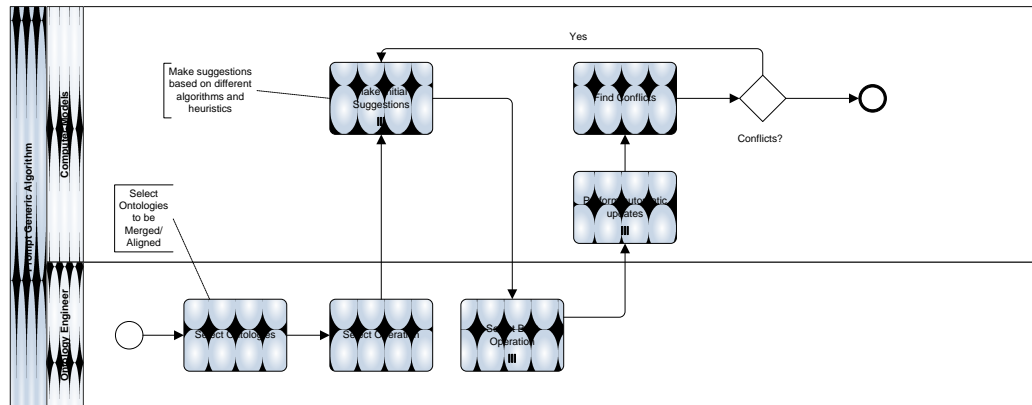 Prompt Generic Algorithm
Computer Models
Yes
Make suggestions
based on different
algorithms and
heuristics
Make Initial
Suggestions
Find Conflicts
Conflicts?
Perform automatic
updates
Select
Ontologies
to be
Merged/
Aligned
Ontology Engineer
Select Ontologies
Select Operation
Select
Operation